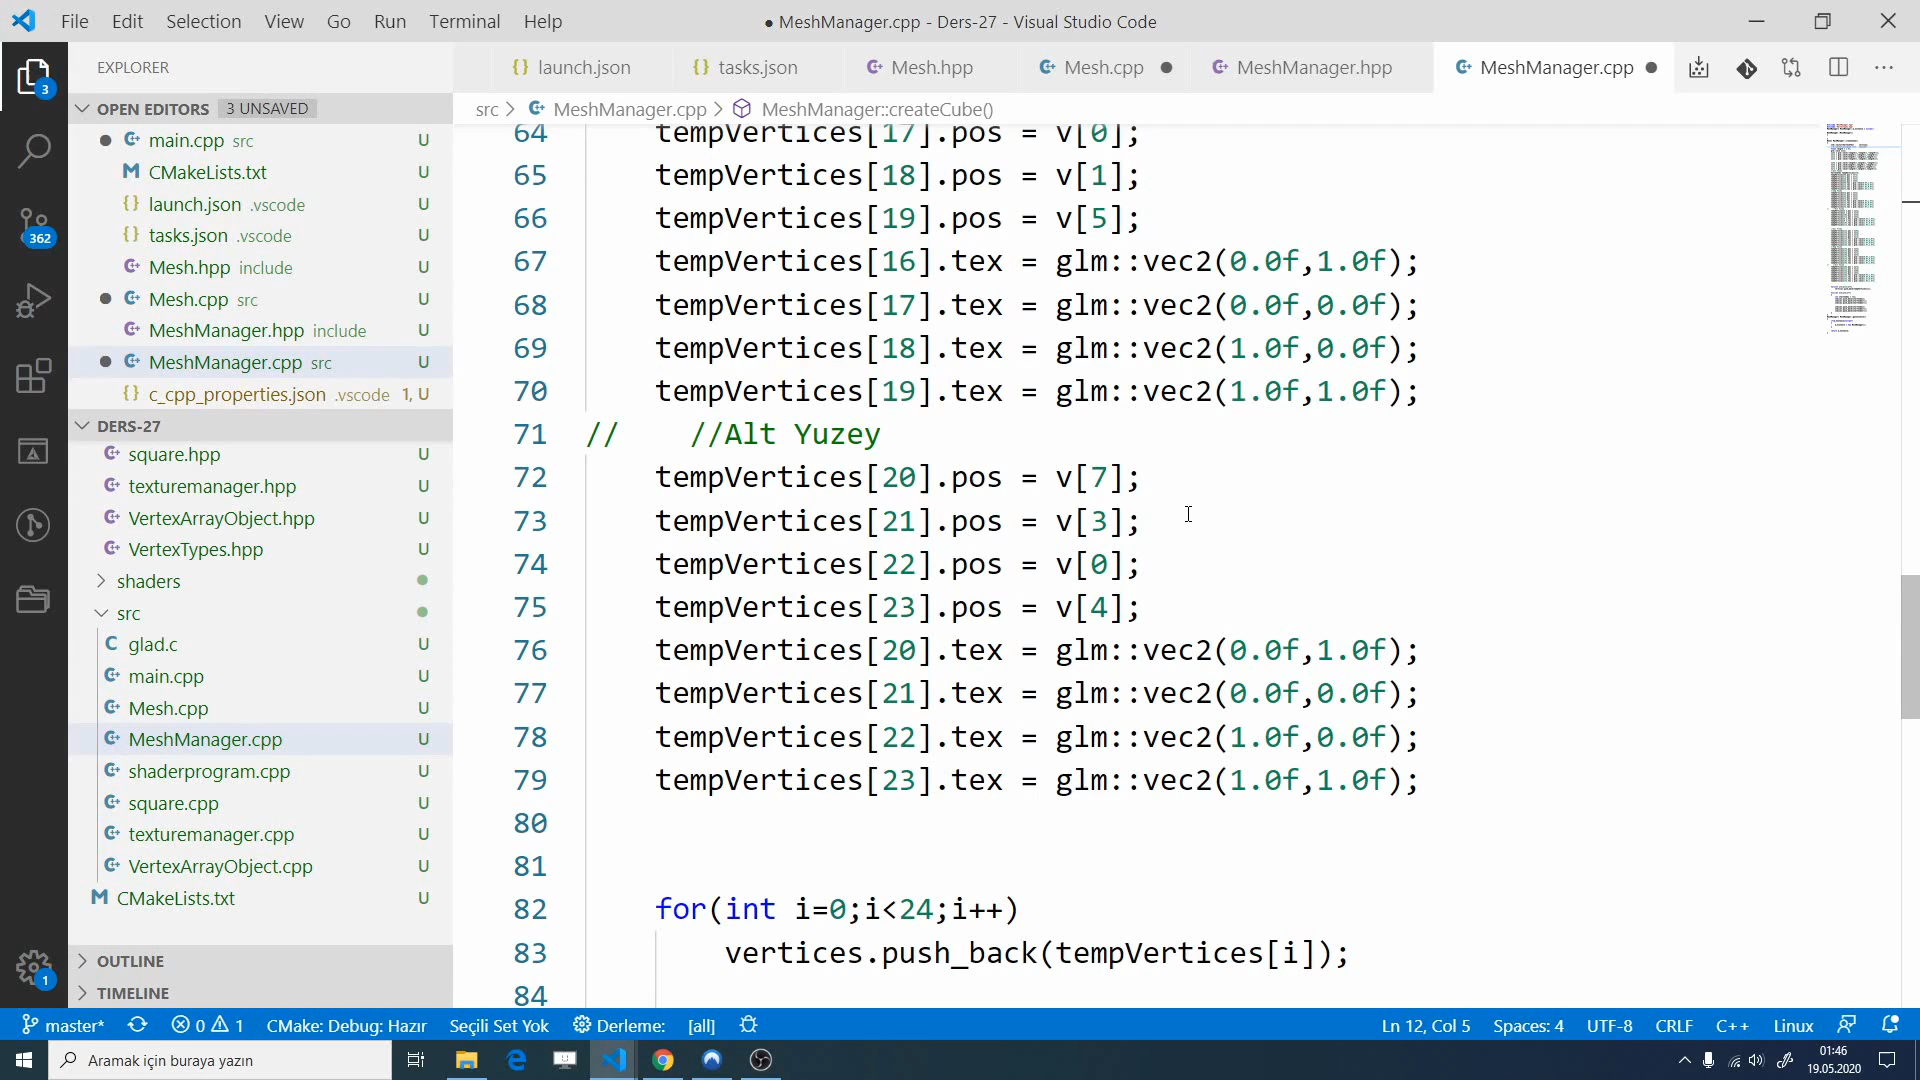 File Edit Selection View Go Run Terminal Help
● MeshManager.cpp - Ders-27 - Visual Studio Code
EXPLORER
{} launch.json {} tasks.json Mesh.hpp Mesh.cpp ● MeshManager.hpp MeshManager.cpp ●
src > MeshManager.cpp > MeshManager::createCube()
3
362
1
OPEN EDITORS 3 UNSAVED
● main.cpp src U
CMakeLists.txt U
{} launch.json .vscode U
{} tasks.json .vscode U
Mesh.hpp include U
● Mesh.cpp src U
MeshManager.hpp include U
● MeshManager.cpp src U
{} c_cpp_properties.json .vscode 1, U
DERS-27
square.hpp U
texturemanager.hpp U
VertexArrayObject.hpp U
VertexTypes.hpp U
shaders
src
C glad.c U
main.cpp U
Mesh.cpp U
MeshManager.cpp U
shaderprogram.cpp U
square.cpp U
texturemanager.cpp U
VertexArrayObject.cpp U
CMakeLists.txt U
OUTLINE
TIMELINE
64 tempVertices[17].pos = v[0];
65 tempVertices[18].pos = v[1];
66 tempVertices[19].pos = v[5];
67 tempVertices[16].tex = glm::vec2(0.0f,1.0f);
68 tempVertices[17].tex = glm::vec2(0.0f,0.0f);
69 tempVertices[18].tex = glm::vec2(1.0f,0.0f);
70 tempVertices[19].tex = glm::vec2(1.0f,1.0f);
71 // //Alt Yuzey
72 tempVertices[20].pos = v[7];
73 tempVertices[21].pos = v[3];
74 tempVertices[22].pos = v[0];
75 tempVertices[23].pos = v[4];
76 tempVertices[20].tex = glm::vec2(0.0f,1.0f);
77 tempVertices[21].tex = glm::vec2(0.0f,0.0f);
78 tempVertices[22].tex = glm::vec2(1.0f,0.0f);
79 tempVertices[23].tex = glm::vec2(1.0f,1.0f);
80
81
82 for(int i=0;i<24;i++)
83 vertices.push_back(tempVertices[i]);
84
master* 0 1 CMake: Debug: Hazır Seçili Set Yok Derleme: [all] Ln 12, Col 5 Spaces: 4 UTF-8 CRLF C++ Linux
Aramak için buraya yazın
01:46
19.05.2020